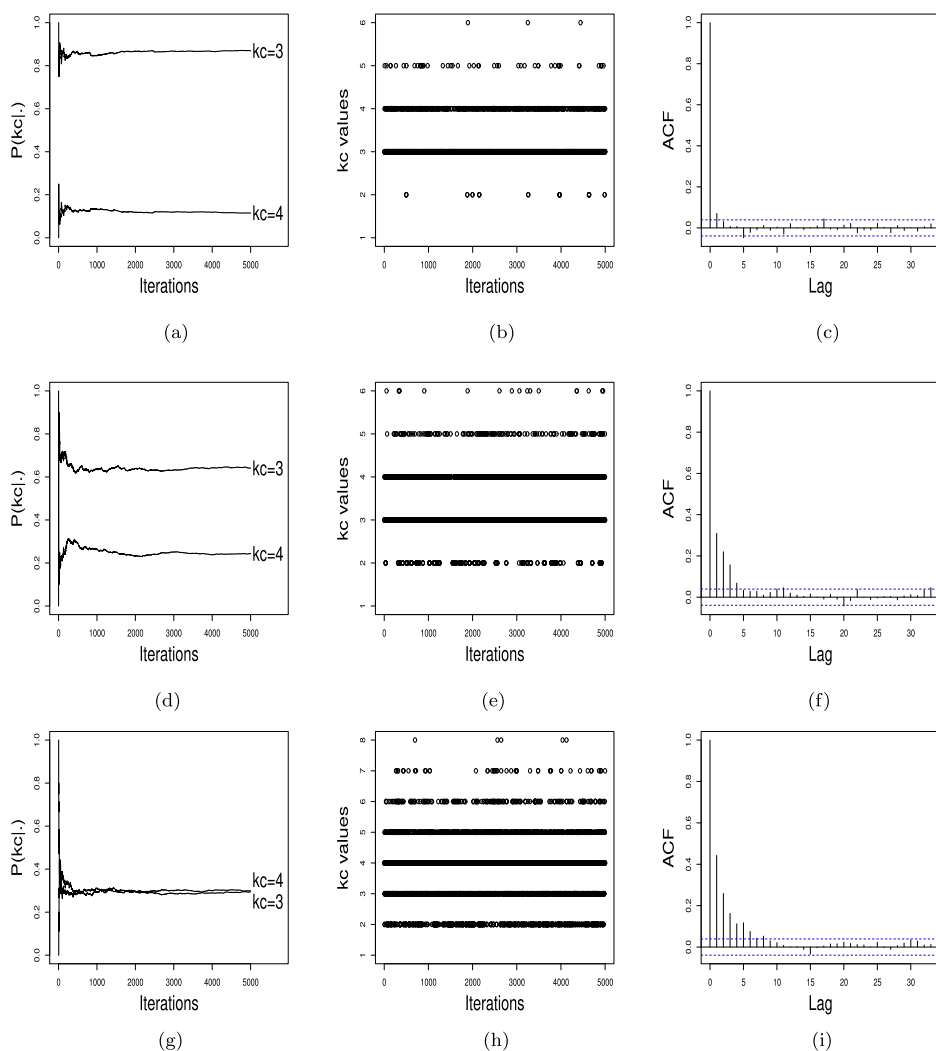 P(kc|.)
1.0
0.8
0.6
0.4
0.2
0.0
kc=3
kc=4
0 1000 2000 3000 4000 5000
Iterations
(a)
kc values
6
5
4
3
2
1
0 1000 2000 3000 4000 5000
Iterations
(b)
ACF
1.0
0.8
0.6
0.4
0.2
0.0
0 5 10 15 20 25 30
Lag
(c)
P(kc|.)
1.0
0.8
0.6
0.4
0.2
0.0
kc=3
kc=4
0 1000 2000 3000 4000 5000
Iterations
(d)
kc values
6
5
4
3
2
1
0 1000 2000 3000 4000 5000
Iterations
(e)
ACF
1.0
0.8
0.6
0.4
0.2
0.0
0 5 10 15 20 25 30
Lag
(f)
P(kc|.)
1.0
0.8
0.6
0.4
0.2
0.0
kc=4
kc=3
0 1000 2000 3000 4000 5000
Iterations
(g)
kc values
8
7
6
5
4
3
2
1
0 1000 2000 3000 4000 5000
Iterations
(h)
ACF
1.0
0.8
0.6
0.4
0.2
0.0
0 5 10 15 20 25 30
Lag
(i)